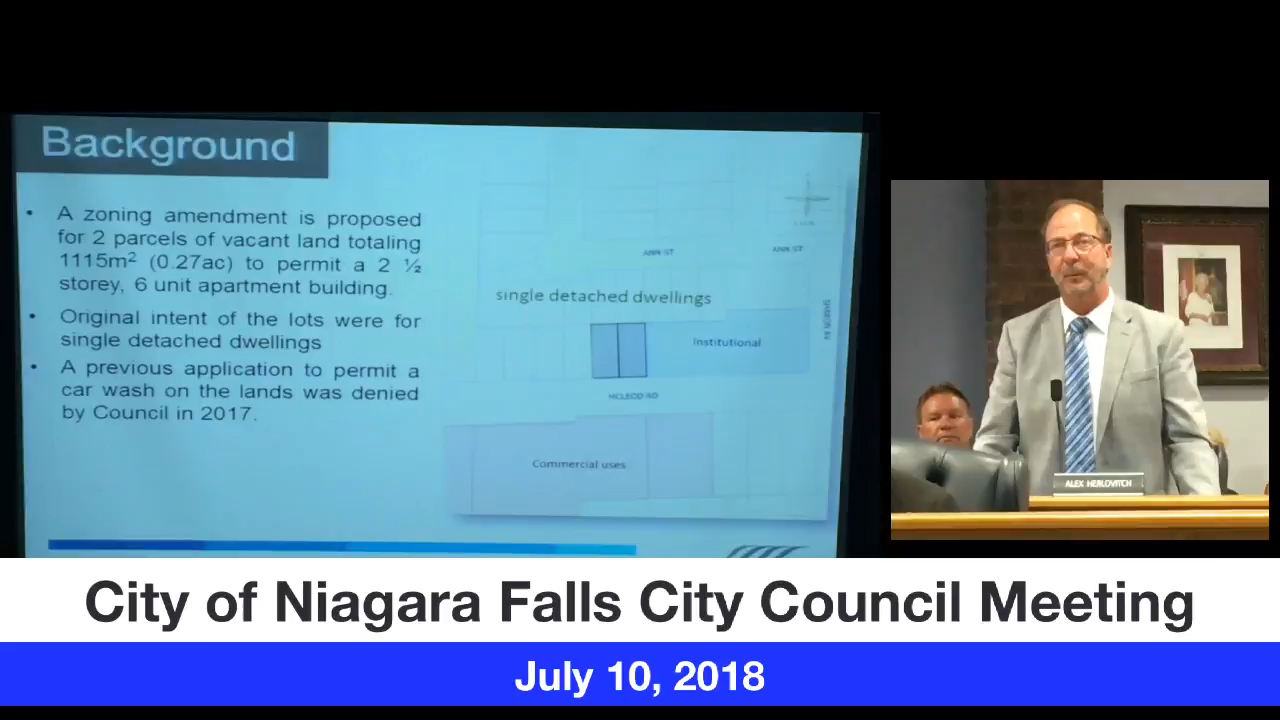 Background
• A zoning amendment is proposed
for 2 parcels of vacant land totaling
1115m² (0.27ac) to permit a 2 ½
storey, 6 unit apartment building.
• Original intent of the lots were for
single detached dwellings
• A previous application to permit a
car wash on the lands was denied
by Council in 2017.
ANN ST
ANN ST
single detached dwellings
Institutional
MCLEOD RD
Commercial uses
ALEX HERLOVITCH
City of Niagara Falls City Council Meeting
July 10, 2018